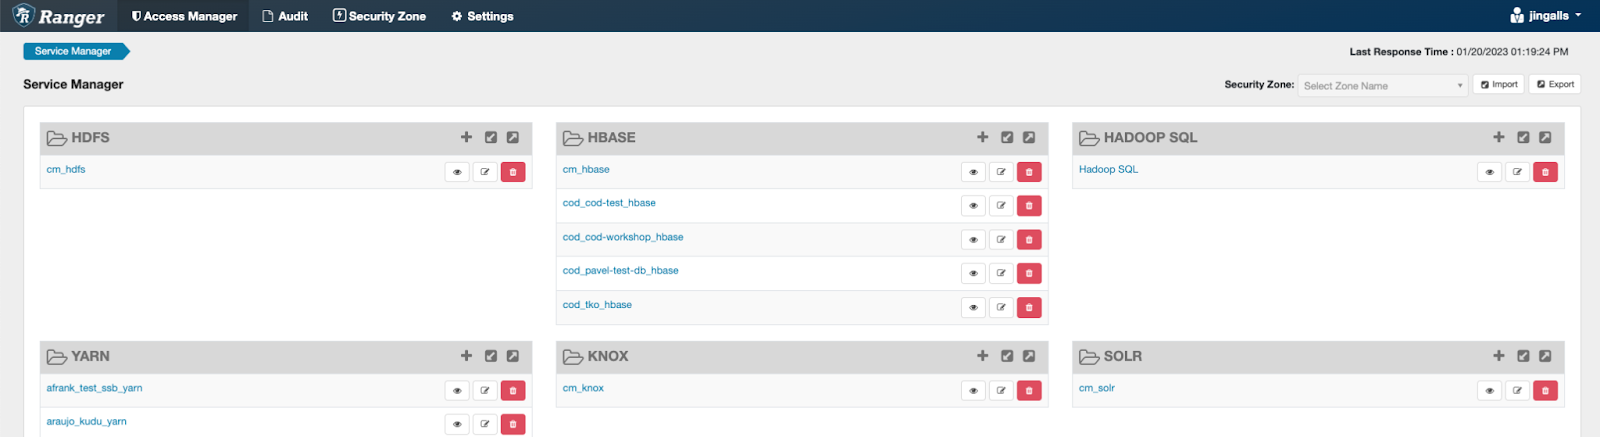 Ranger Access Manager Audit Security Zone Settings jingalls
Service Manager Last Response Time : 01/20/2023 01:19:24 PM
Service Manager Security Zone: Select Zone Name Import Export
HDFS HBASE HADOOP SQL
cm_hdfs cm_hbase Hadoop SQL
cod_cod-test_hbase
cod_cod-workshop_hbase
cod_pavel-test-db_hbase
cod_tko_hbase
YARN KNOX SOLR
afrank_test_ssb_yarn cm_knox cm_solr
araujo_kudu_yarn